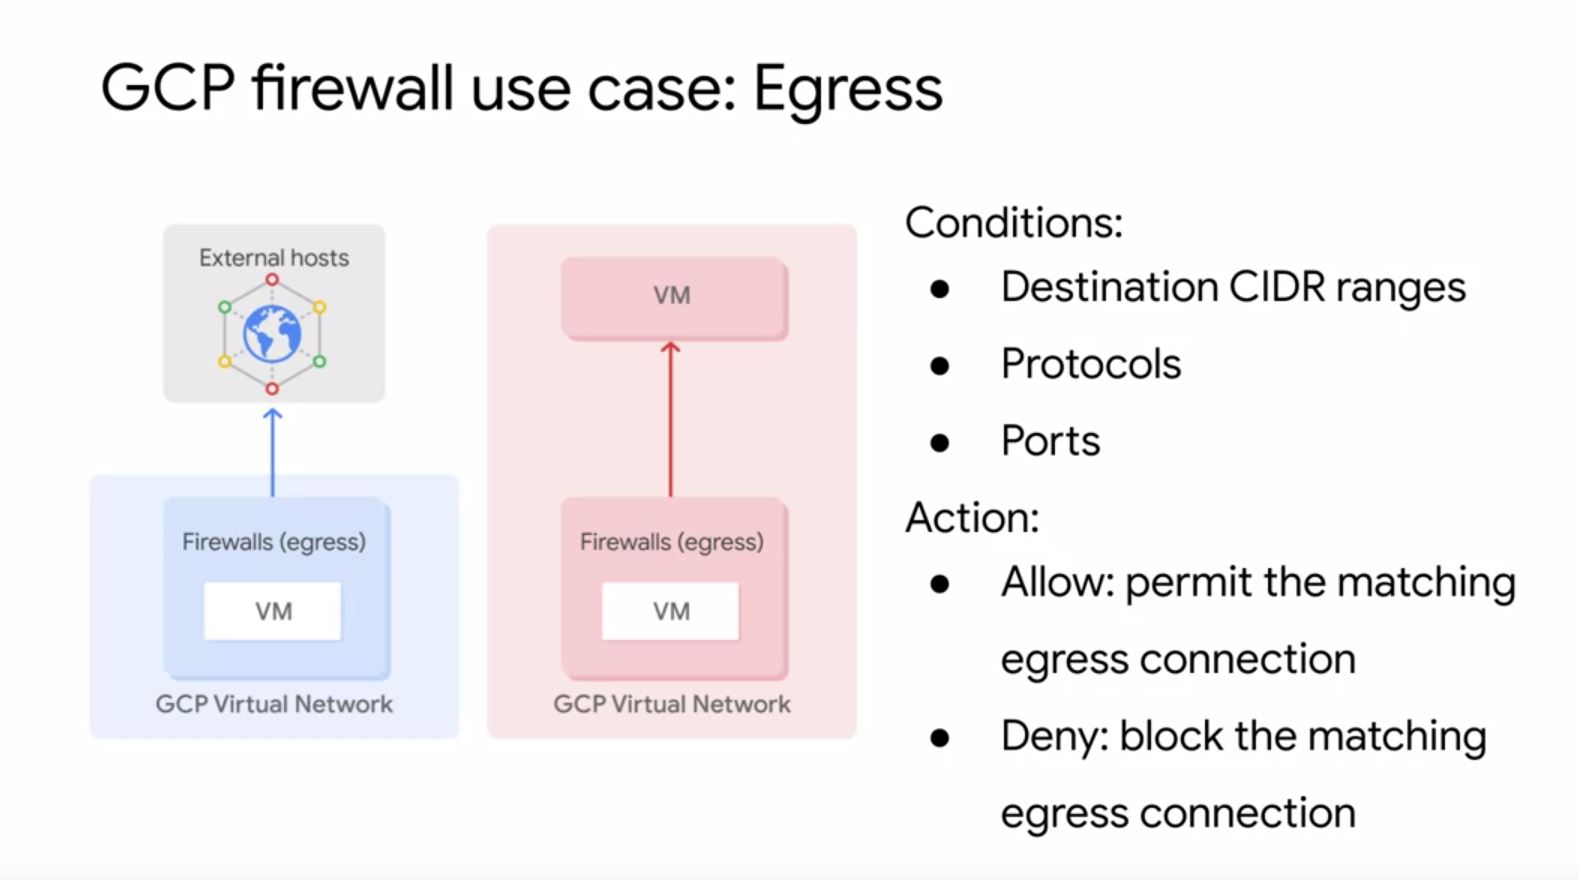 GCP firewall use case: Egress
External hosts
Firewalls (egress)
VM
GCP Virtual Network
VM
Firewalls (egress)
VM
GCP Virtual Network
Conditions:
● Destination CIDR ranges
● Protocols
● Ports
Action:
● Allow: permit the matching
egress connection
● Deny: block the matching
egress connection